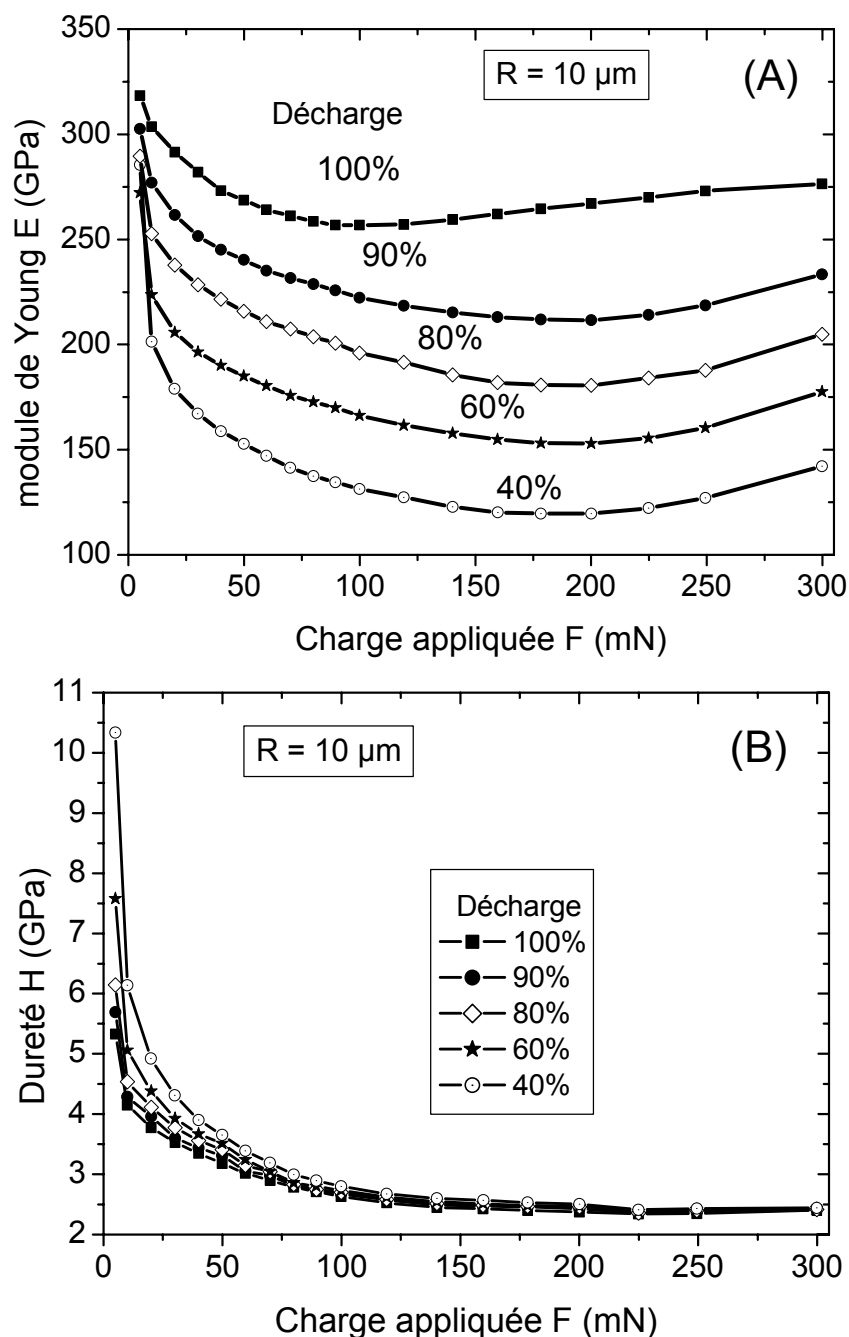 350
300
250
200
150
100
module de Young E (GPa)
R = 10 µm
(A)
Décharge
100%
90%
80%
60%
40%
0 50 100 150 200 250 300
Charge appliquée F (mN)
11
10
9
8
7
6
5
4
3
2
Dureté H (GPa)
R = 10 µm
(B)
Décharge
100%
90%
80%
60%
40%
0 50 100 150 200 250 300
Charge appliquée F (mN)